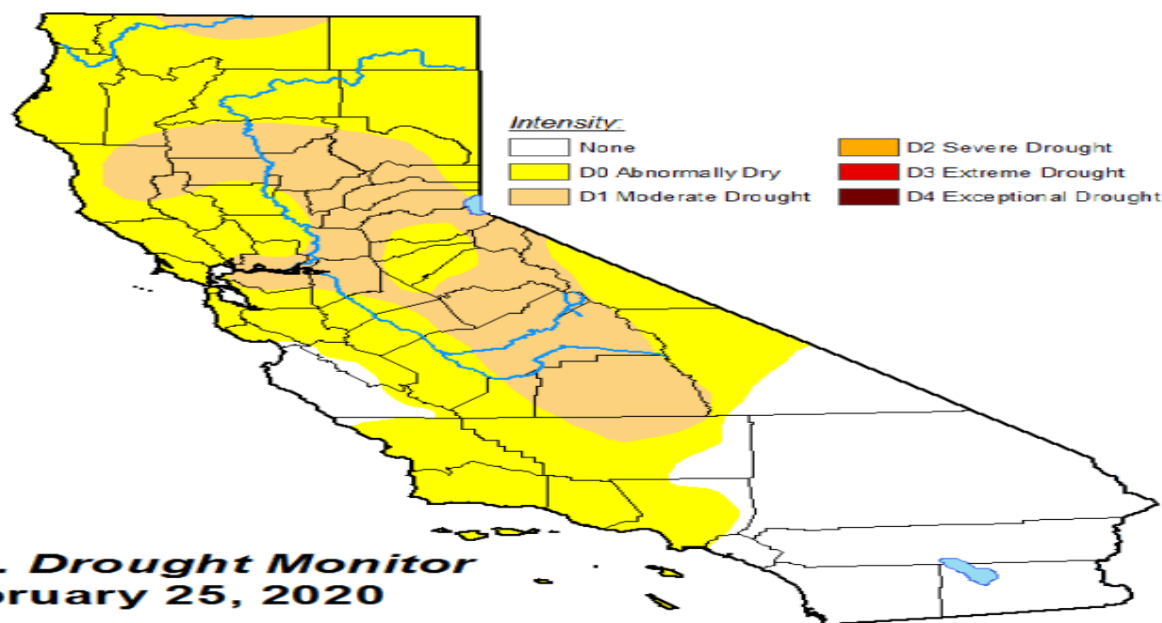 Intensity:
None
D0 Abnormally Dry
D1 Moderate Drought
D2 Severe Drought
D3 Extreme Drought
D4 Exceptional Drought
. Drought Monitor
ruary 25, 2020